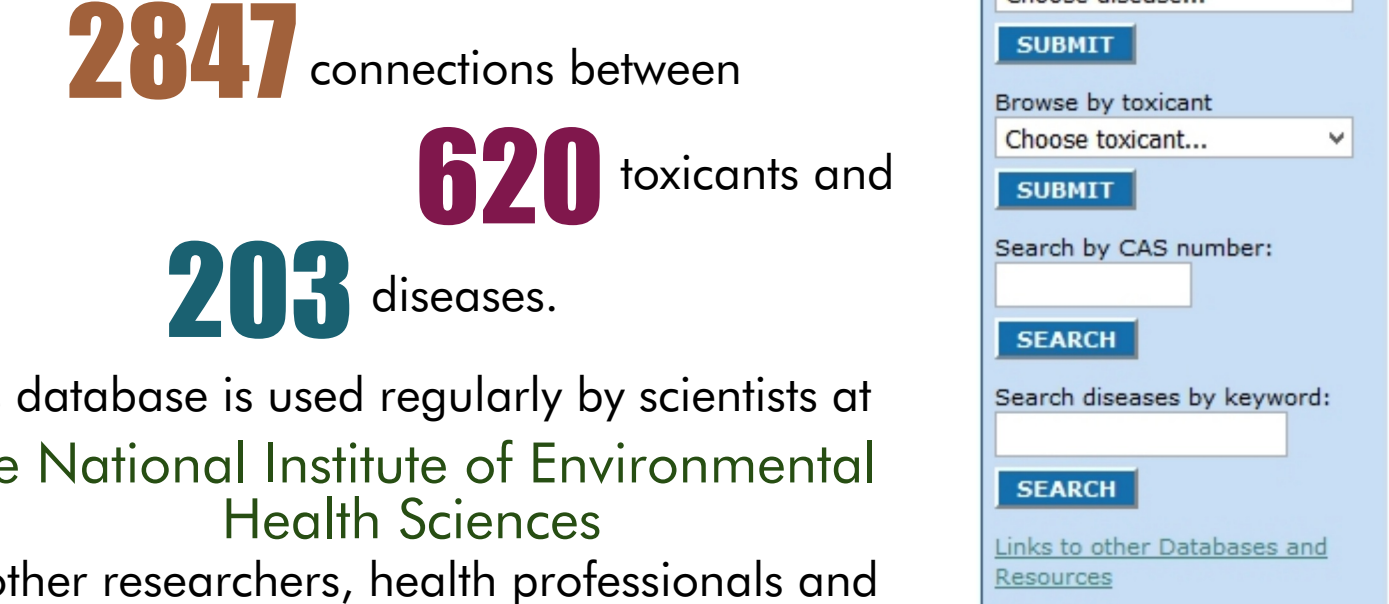 2847 connections between
620 toxicants and
203 diseases.
database is used regularly by scientists at
National Institute of Environmental
Health Sciences
other researchers, health professionals and
Choose disease...
SUBMIT
Browse by toxicant
Choose toxicant...
SUBMIT
Search by CAS number:
SEARCH
Search diseases by keyword:
SEARCH
Links to other Databases and
Resources